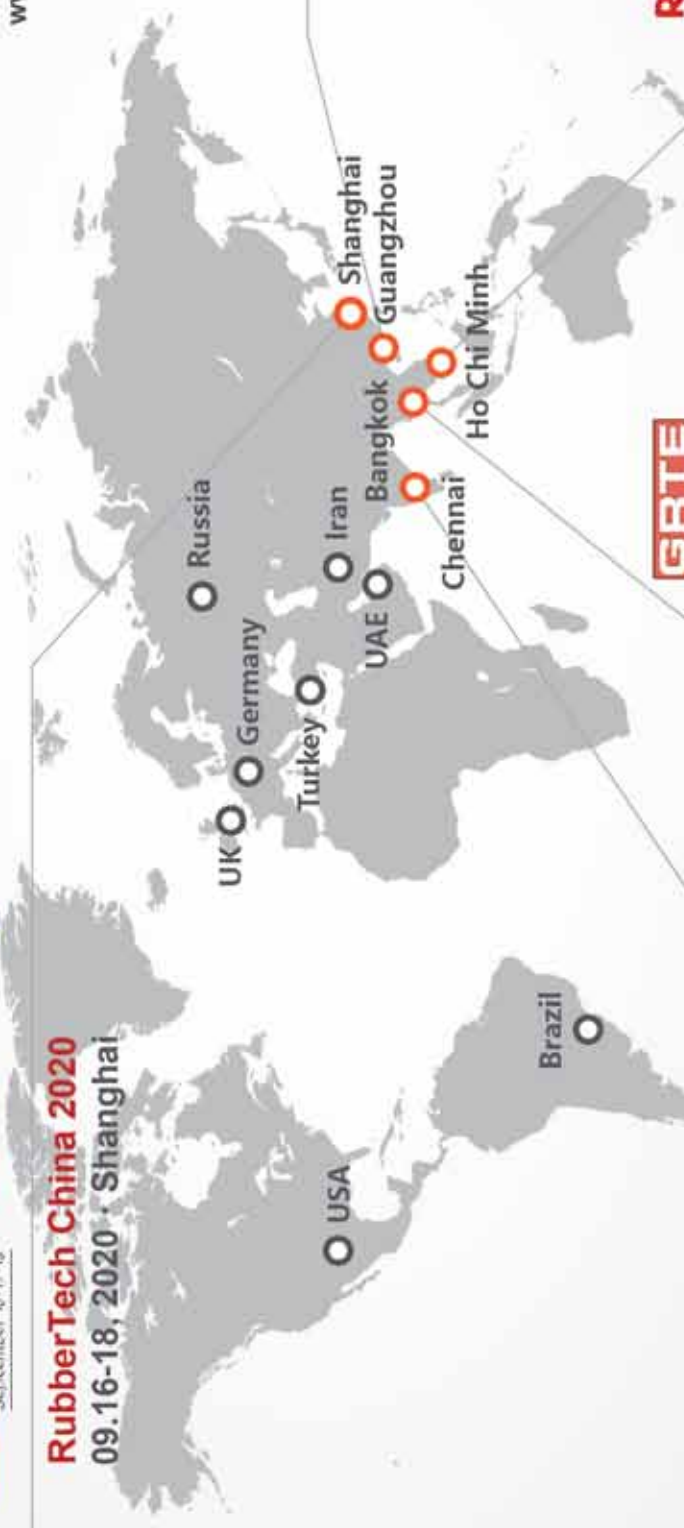 RubberTech China 2020
09.16-18, 2020 · Shanghai
USA
Brazil
UK
Germany
Turkey
Russia
Iran
UAE
Chennai
Bangkok
Shanghai
Guangzhou
Ho Chi Minh
GRTE